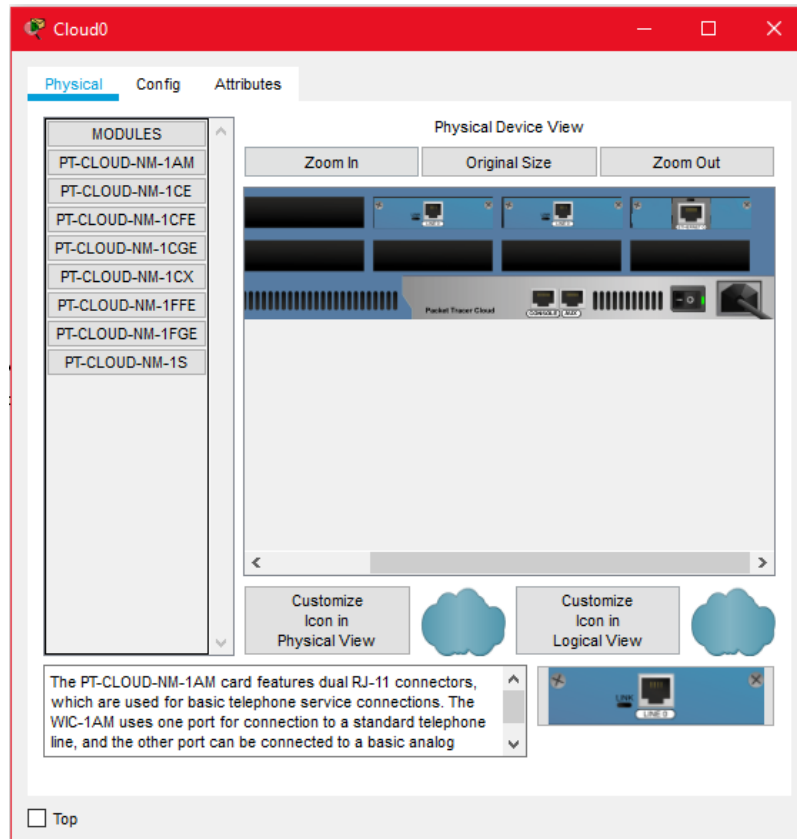 Cloud0
Physical Config Attributes
MODULES
PT-CLOUD-NM-1AM
PT-CLOUD-NM-1CE
PT-CLOUD-NM-1CFE
PT-CLOUD-NM-1CGE
PT-CLOUD-NM-1CX
PT-CLOUD-NM-1FFE
PT-CLOUD-NM-1FGE
PT-CLOUD-NM-1S
Physical Device View
Zoom In Original Size Zoom Out
Packet Tracer Cloud
CONSOLE AUX
Customize
Icon in
Physical View
Customize
Icon in
Logical View
The PT-CLOUD-NM-1AM card features dual RJ-11 connectors,
which are used for basic telephone service connections. The
WIC-1AM uses one port for connection to a standard telephone
line, and the other port can be connected to a basic analog
LINK
LINE 0
Top